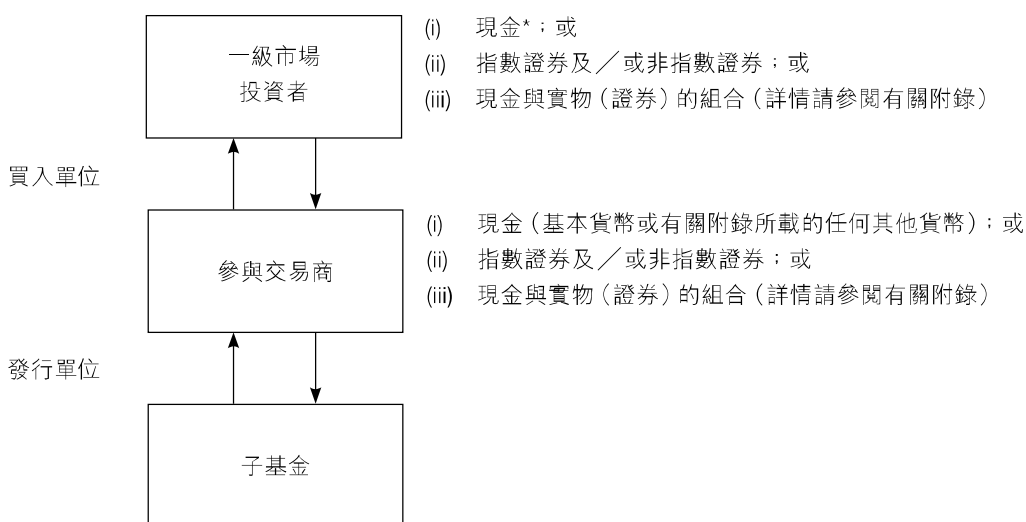 一級市場
投資者
(i) 現金*；或
(ii) 指數證券及／或非指數證券；或
(iii) 現金與實物（證券）的組合（詳情請參閱有關附錄）
買入單位
參與交易商
(i) 現金（基本貨幣或有關附錄所載的任何其他貨幣）；或
(ii) 指數證券及／或非指數證券；或
(iii) 現金與實物（證券）的組合（詳情請參閱有關附錄）
發行單位
子基金